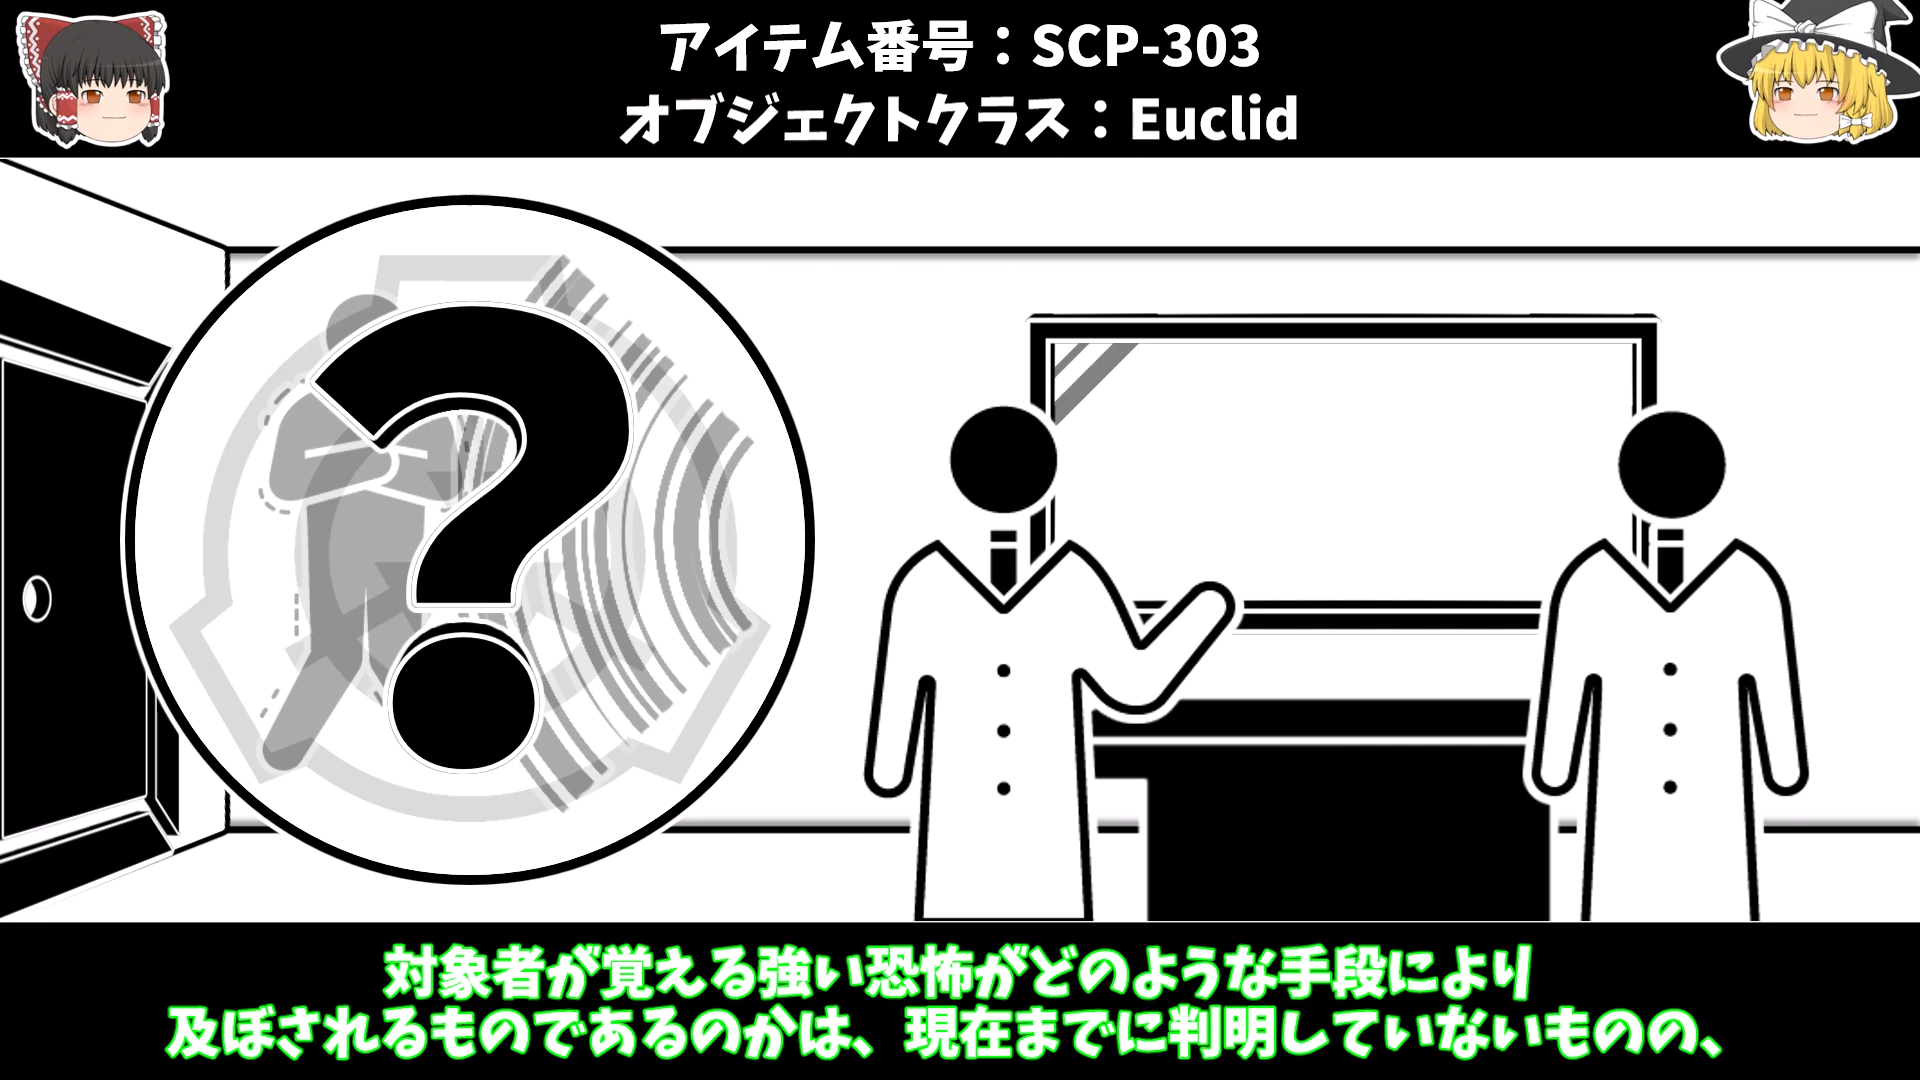 アイテム番号：SCP-303
オブジェクトクラス：Euclid
?
対象者が覚える強い恐怖がどのような手段により
及ぼされるものであるのかは、現在までに判明していないものの、